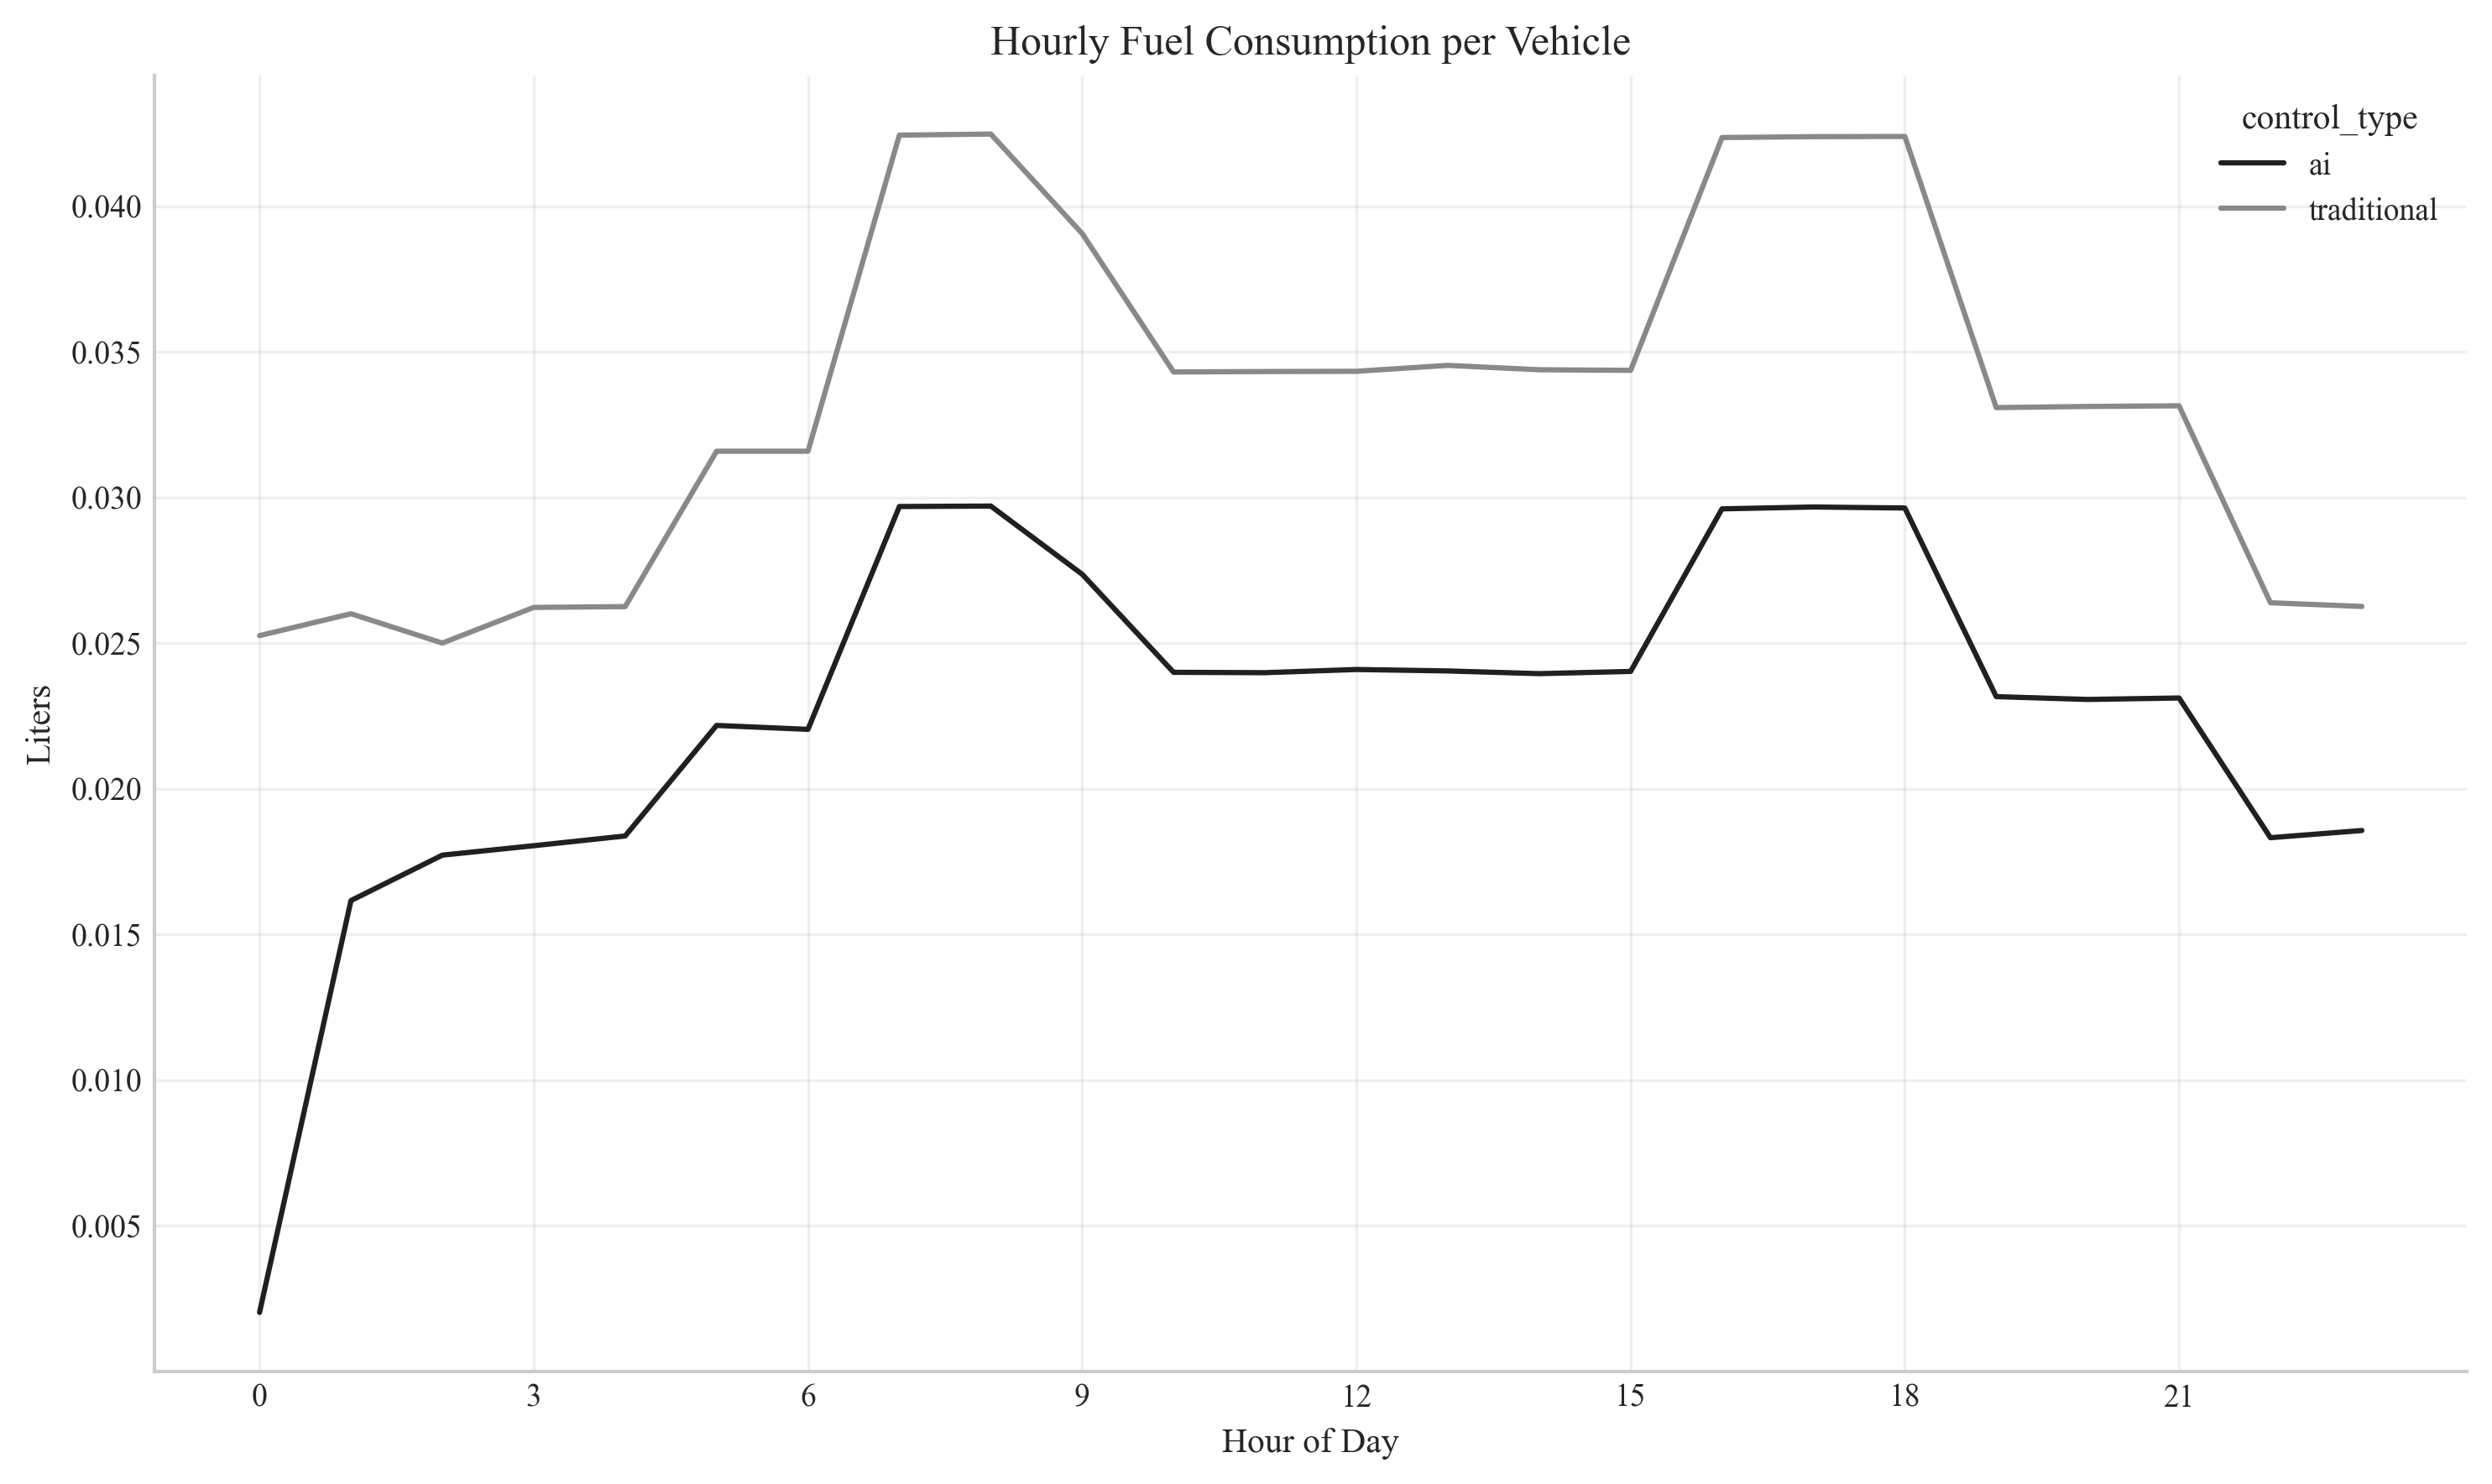 Hourly Fuel Consumption per Vehicle
control_type
ai
traditional
0.040
0.035
0.030
0.025
0.020
0.015
0.010
0.005
Liters
0 3 6 9 12 15 18 21
Hour of Day